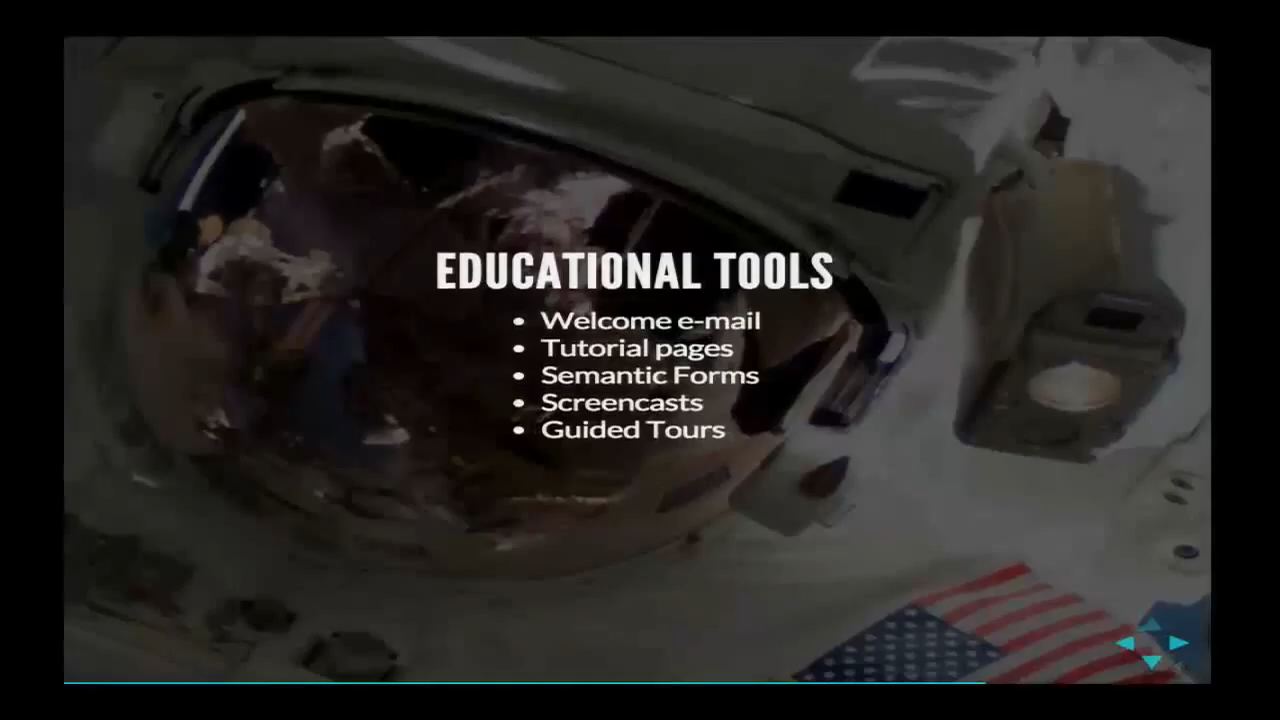 EDUCATIONAL TOOLS
• Welcome e-mail
• Tutorial pages
• Semantic Forms
• Screencasts
• Guided Tours